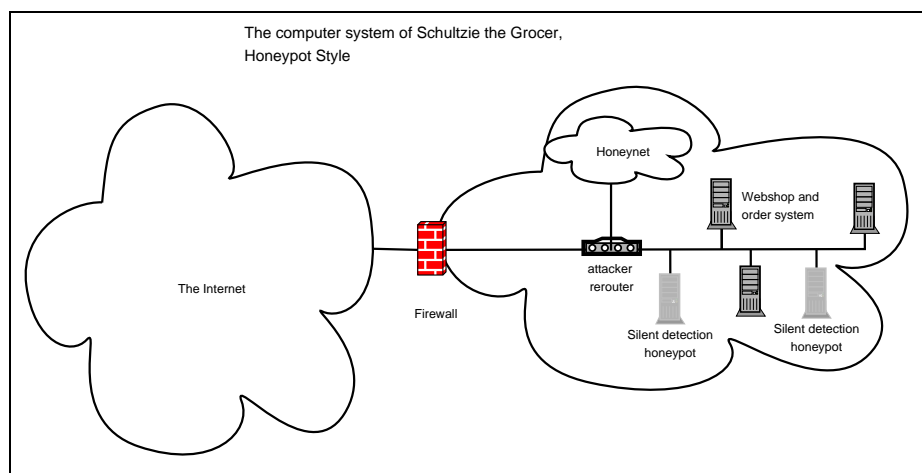 The computer system of Schultzie the Grocer,
Honeypot Style
Honeynet
Webshop and
order system
The Internet
Firewall
attacker
rerouter
Silent detection
honeypot
Silent detection
honeypot